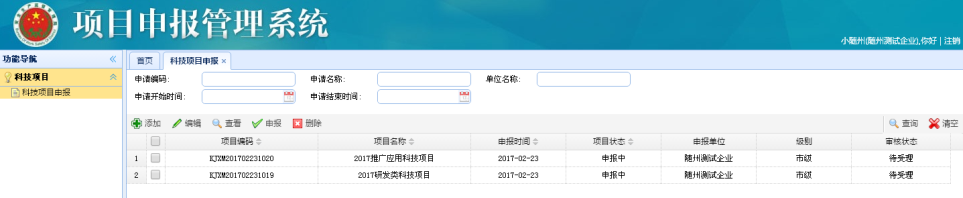 项目申报管理系统
小随州(随州测试企业),你好 | 注销
功能导航
首页 科技项目申报 ×
科技项目
科技项目申报
申请编码: 申请名称: 单位名称:
申请开始时间: 申请结束时间:
添加 编辑 查看 申报 删除 查询 清空
项目编码 项目名称 申报时间 项目状态 申报单位 级别 审核状态
1 KJXM201702231020 2017推广应用科技项目 2017-02-23 申报中 随州测试企业 市级 待受理
2 KJXM201702231019 2017研发类科技项目 2017-02-23 申报中 随州测试企业 市级 待受理